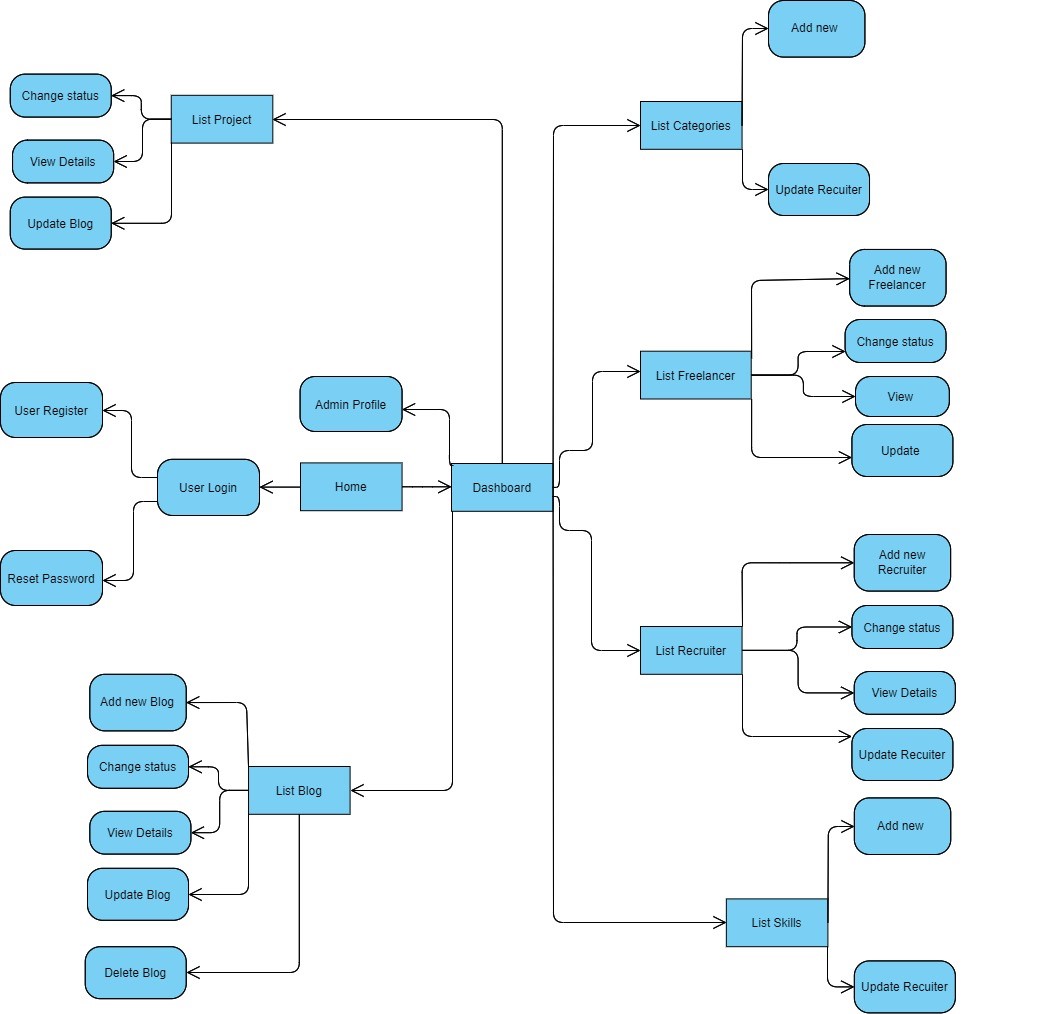 Add new
Change status
List Project
List Categories
View Details
Update Recuiter
Update Blog
Add new
Freelancer
Change status
List Freelancer
View
User Register
Admin Profile
Update
User Login
Home
Dashboard
Add new
Recruiter
Reset Password
Change status
List Recruiter
View Details
Add new Blog
Update Recuiter
Change status
List Blog
Add new
View Details
Update Blog
List Skills
Delete Blog
Update Recuiter